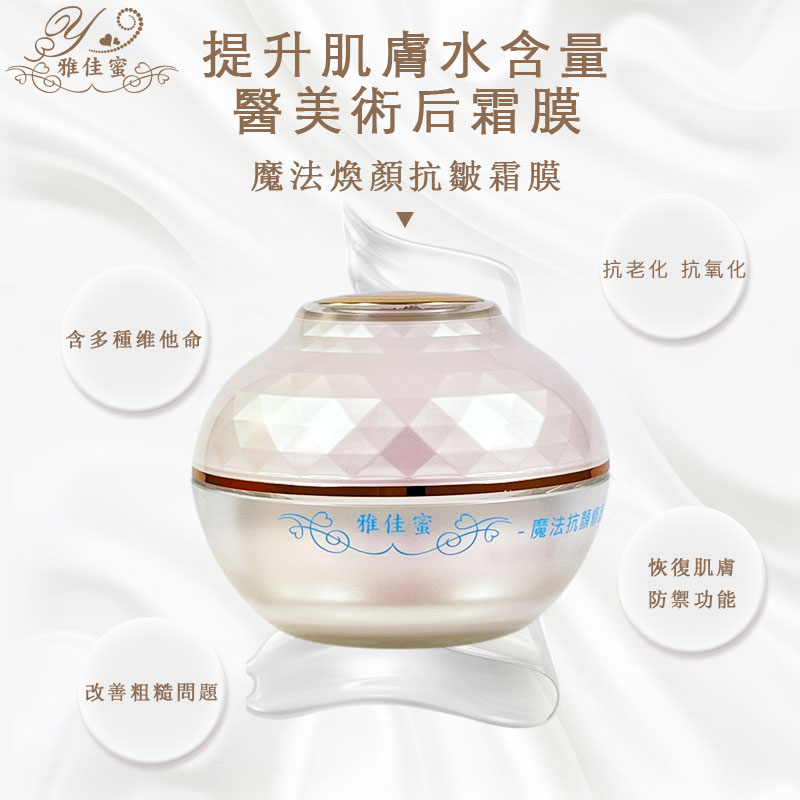 雅佳蜜
提升肌膚水含量
醫美術后霜膜
魔法煥顏抗皺霜膜
抗老化 抗氧化
含多種维他命
雅佳蜜
-魔法抗皺
恢復肌膚
防禦功能
改善粗糙問題